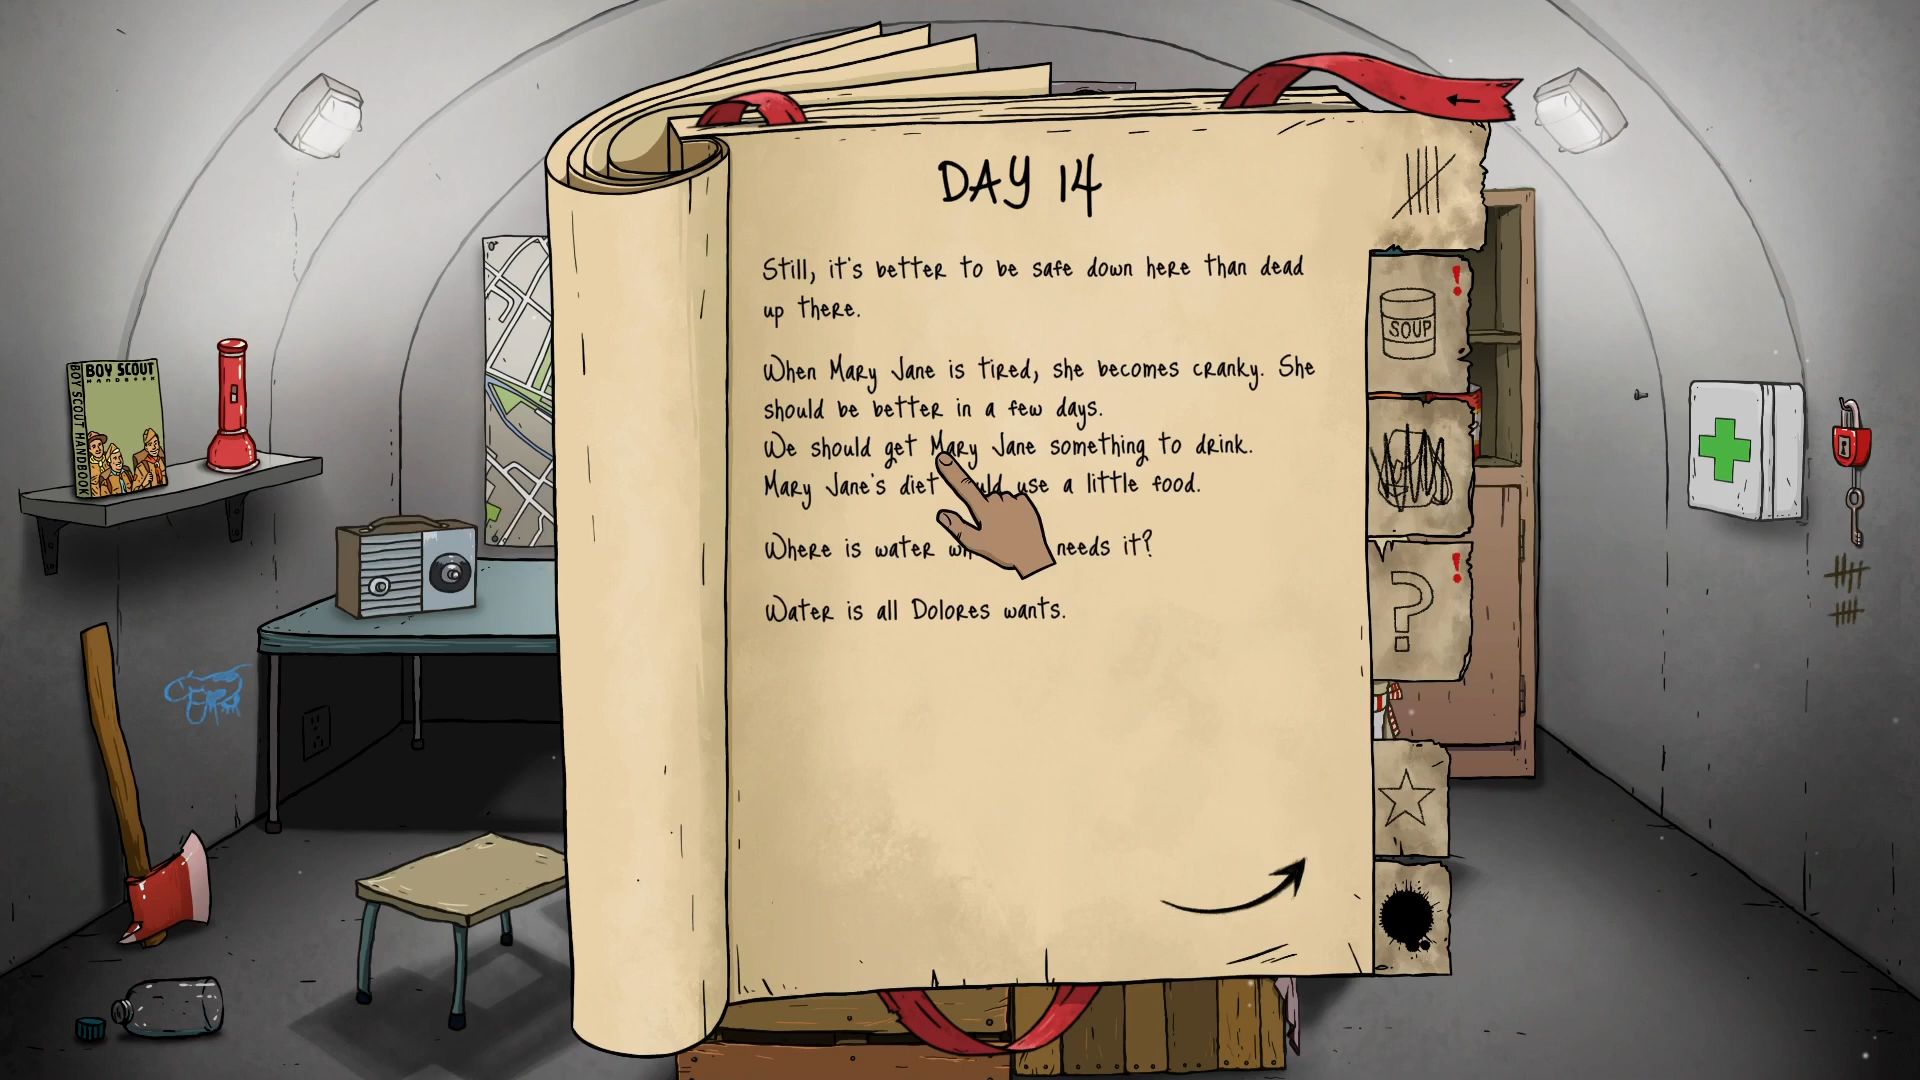 DAY 14
Still, it's better to be safe down here than dead
up there.
When Mary Jane is tired, she becomes cranky. She
should be better in a few days.
We should get Mary Jane something to drink.
Mary Jane's diet use a little food.
Where is water needs it?
Water is all Dolores wants.
SOUP
BOY SCOUT
HANDBOOK
BOY SCOUT HANDBOOK
!
!
?